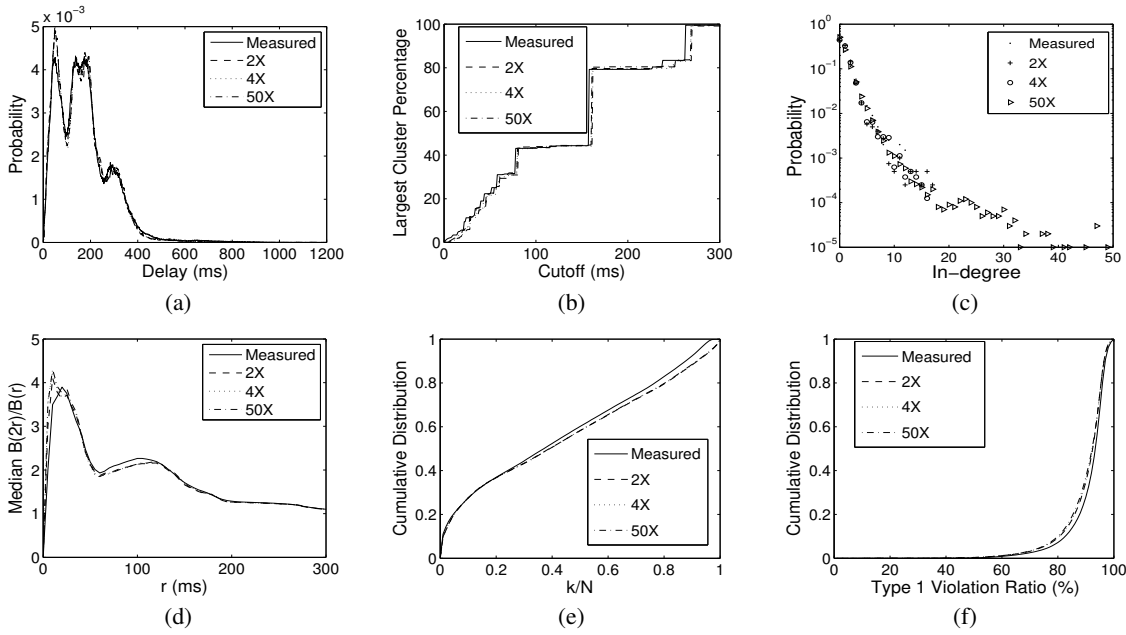 5 x 10⁻³
4
3
2
1
0
0 200 400 600 800 1000 1200
Probability
Delay (ms)
Measured
2X
4X
50X
(a)
100
80
60
40
20
0
0 100 200 300
Largest Cluster Percentage
Cutoff (ms)
Measured
2X
4X
50X
(b)
10⁰
10⁻¹
10⁻²
10⁻³
10⁻⁴
10⁻⁵
0 10 20 30 40 50
Probability
In−degree
Measured
2X
4X
50X
(c)
5
4
3
2
1
0
0 100 200 300
Median B(2r)/B(r)
r (ms)
Measured
2X
4X
50X
(d)
1
0.8
0.6
0.4
0.2
0
0 0.2 0.4 0.6 0.8 1
Cumulative Distribution
k/N
Measured
2X
4X
50X
(e)
1
0.8
0.6
0.4
0.2
0
0 20 40 60 80 100
Cumulative Distribution
Type 1 Violation Ratio (%)
Measured
2X
4X
50X
(f)